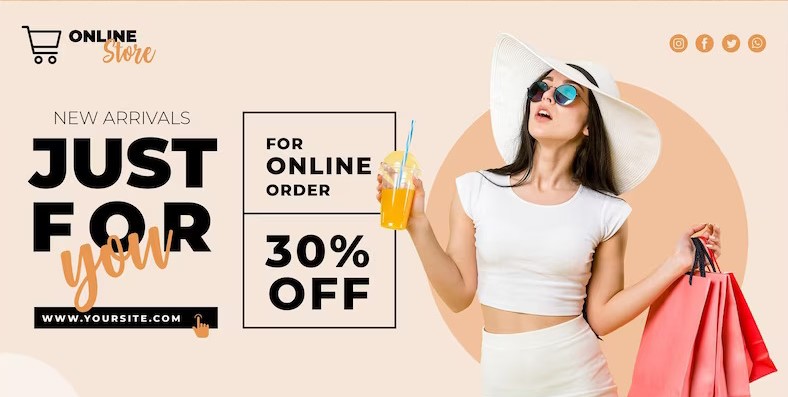 ONLINE
Store
NEW ARRIVALS
JUST
FOR
you
WWW.YOURSITE.COM
FOR
ONLINE
ORDER
30%
OFF